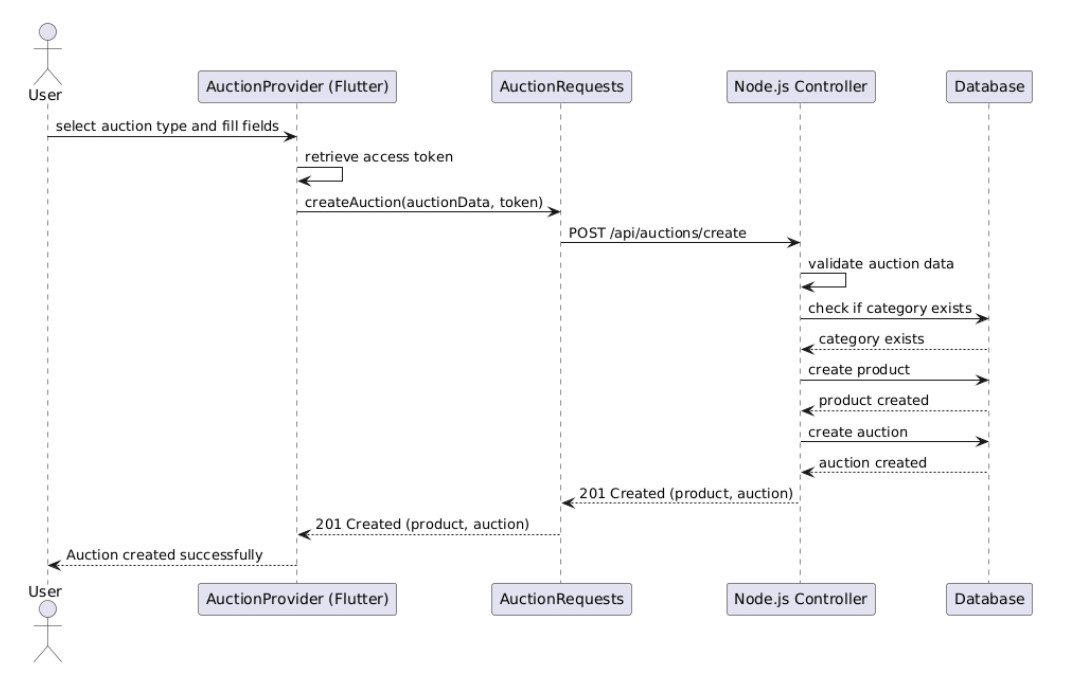 User
AuctionProvider (Flutter)
AuctionRequests
Node.js Controller
Database
select auction type and fill fields
retrieve access token
createAuction(auctionData, token)
POST /api/auctions/create
validate auction data
check if category exists
category exists
create product
product created
create auction
auction created
201 Created (product, auction)
201 Created (product, auction)
Auction created successfully
User
AuctionProvider (Flutter)
AuctionRequests
Node.js Controller
Database